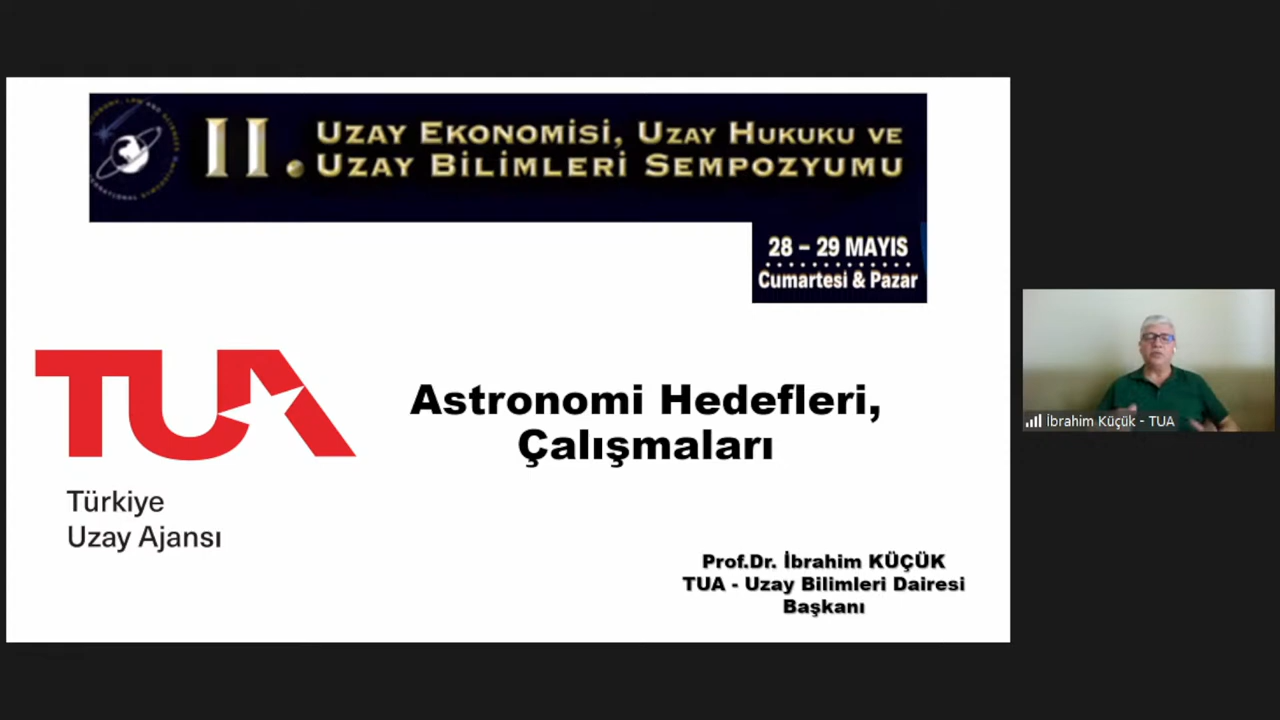 II. UZAY EKONOMİSİ, UZAY HUKUKU VE
UZAY BİLİMLERİ SEMPOZYUMU
28 – 29 MAYIS
Cumartesi & Pazar
TUA
Türkiye
Uzay Ajansı
Astronomi Hedefleri,
Çalışmaları
Prof.Dr. İbrahim KÜÇÜK
TUA - Uzay Bilimleri Dairesi
Başkanı
İbrahim Küçük - TUA